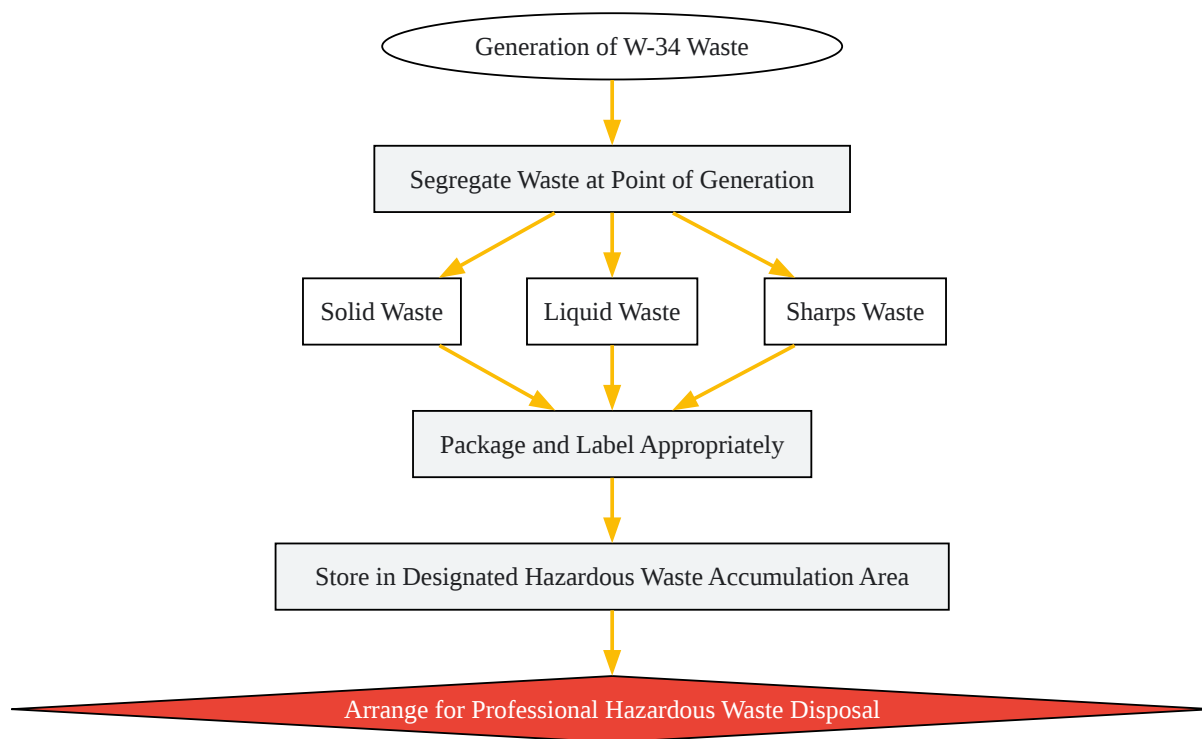 Generation of W-34 Waste
Segregate Waste at Point of Generation
Solid Waste
Liquid Waste
Sharps Waste
Package and Label Appropriately
Store in Designated Hazardous Waste Accumulation Area
Arrange for Professional Hazardous Waste Disposal